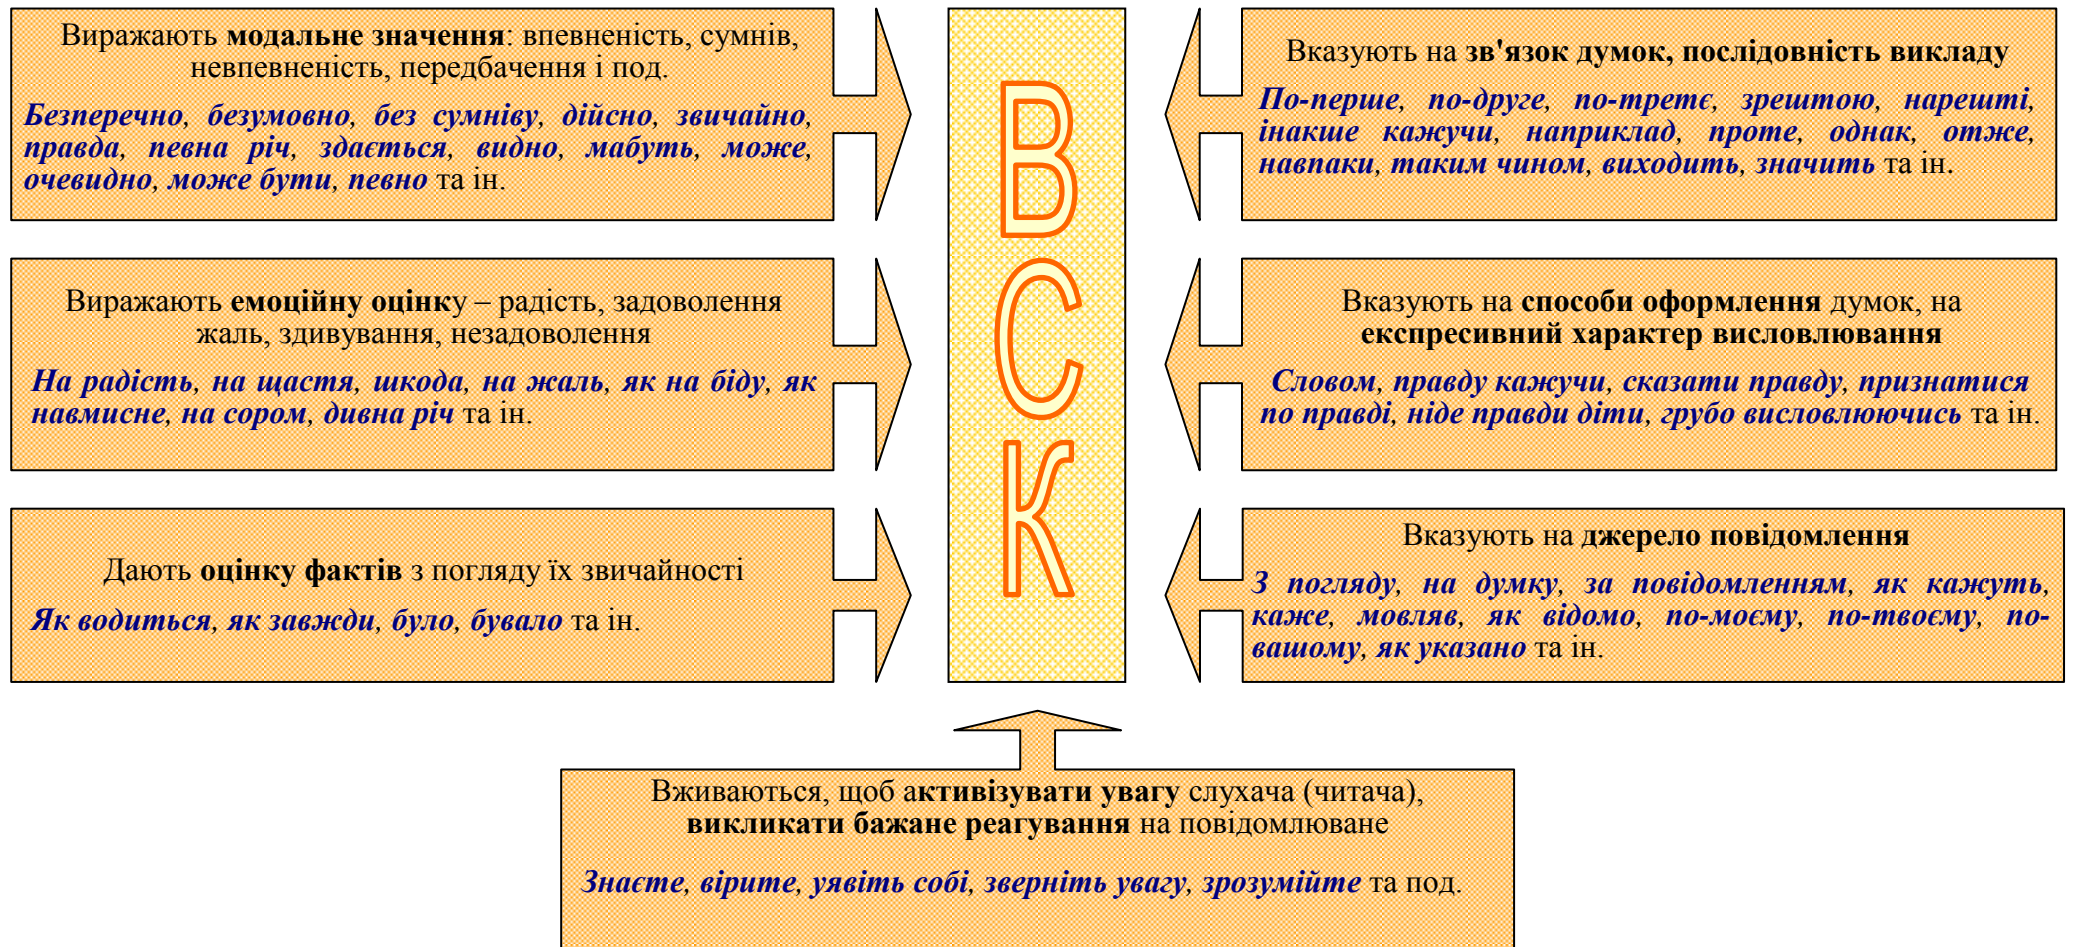 Виражають модальне значення: впевненість, сумнів,
невпевненість, передбачення і под.
Безперечно, безумовно, без сумніву, дійсно, звичайно,
правда, певна річ, здається, видно, мабуть, може,
очевидно, може бути, певно та ін.
Виражають емоційну оцінку – радість, задоволення
жаль, здивування, незадоволення
На радість, на щастя, шкода, на жаль, як на біду, як
навмисне, на сором, дивна річ та ін.
Дають оцінку фактів з погляду їх звичайності
Як водиться, як завжди, було, бувало та ін.
В
С
К
Вказують на зв'язок думок, послідовність викладу
По-перше, по-друге, по-третє, зрештою, нарешті,
інакше кажучи, наприклад, проте, однак, отже,
навпаки, таким чином, виходить, значить та ін.
Вказують на способи оформлення думок, на
експресивний характер висловлювання
Словом, правду кажучи, сказати правду, признатися
по правді, ніде правди діти, грубо висловлюючись та ін.
Вказують на джерело повідомлення
З погляду, на думку, за повідомленням, як кажуть,
каже, мовляв, як відомо, по-моєму, по-твоєму, по-
вашому, як указано та ін.
Вживаються, щоб активізувати увагу слухача (читача),
викликати бажане реагування на повідомлюване
Знаєте, вірите, уявіть собі, зверніть увагу, зрозумійте та под.